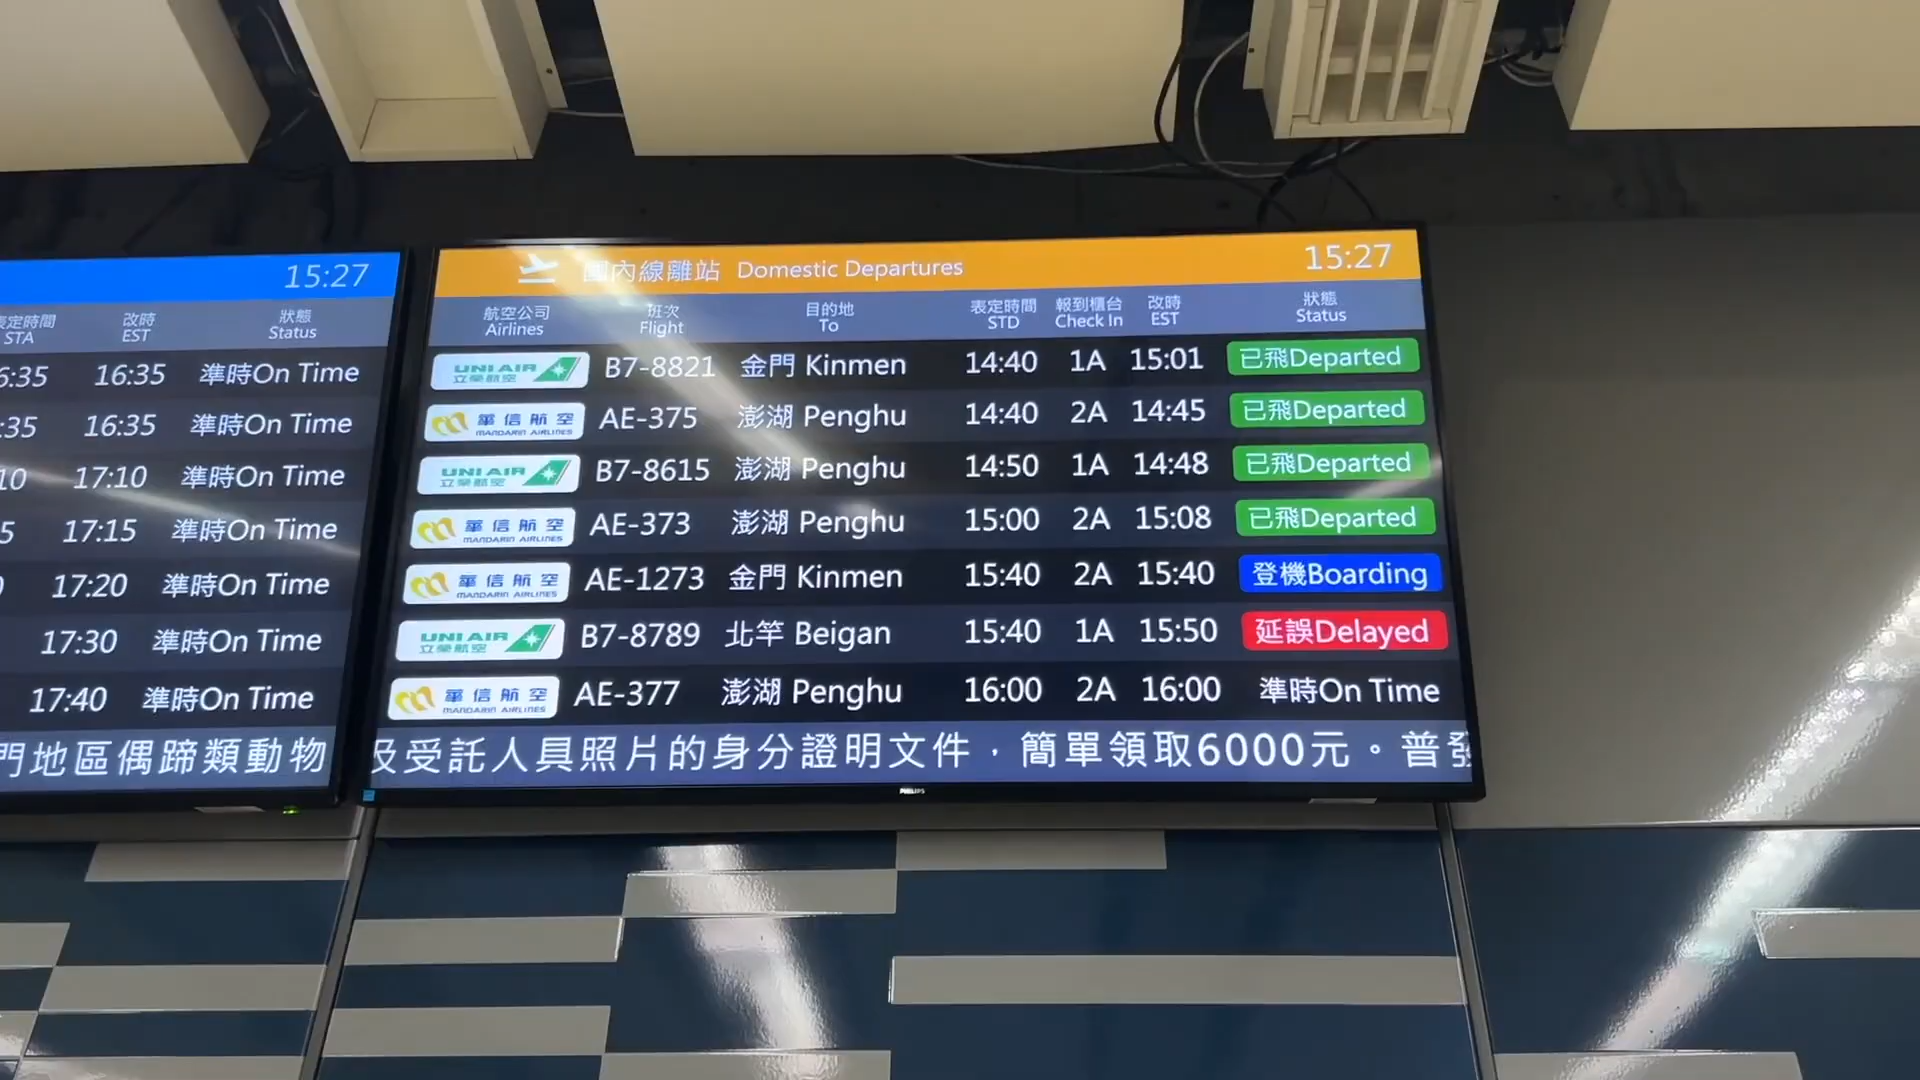 15:27
表定時間 改時 狀態
STA EST Status
16:35 準時On Time
:35 16:35 準時On Time
17:10 準時On Time
17:15 準時On Time
17:20 準時On Time
17:30 準時On Time
17:40 準時On Time
門地區偶蹄類動物
國內線離站 Domestic Departures 15:27
航空公司 班次 目的地 表定時間 報到櫃台 改時 狀態
Airlines Flight To STD Check In EST Status
UNI AIR 立榮航空 B7-8821 金門 Kinmen 14:40 1A 15:01 已飛Departed
華信航空 MANDARIN AIRLINES AE-375 澎湖 Penghu 14:40 2A 14:45 已飛Departed
UNI AIR 立榮航空 B7-8615 澎湖 Penghu 14:50 1A 14:48 已飛Departed
華信航空 MANDARIN AIRLINES AE-373 澎湖 Penghu 15:00 2A 15:08 已飛Departed
華信航空 MANDARIN AIRLINES AE-1273 金門 Kinmen 15:40 2A 15:40 登機Boarding
UNI AIR 立榮航空 B7-8789 北竿 Beigan 15:40 1A 15:50 延誤Delayed
華信航空 MANDARIN AIRLINES AE-377 澎湖 Penghu 16:00 2A 16:00 準時On Time
及受託人具照片的身分證明文件，簡單領取6000元。普發
PHILIPS